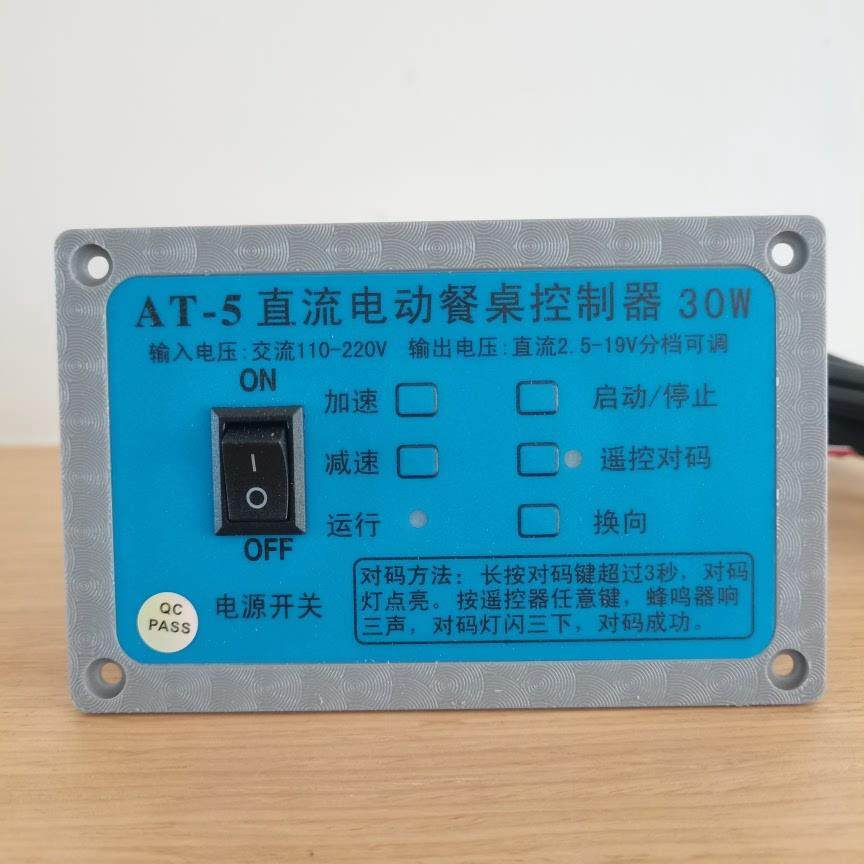 AT-5 直流电动餐桌控制器 30W
输入电压:交流110-220V 输出电压:直流2.5-19V分档可调
ON
加速 启动/停止
减速 遥控对码
运行 换向
OFF
电源开关
QC
PASS
对码方法: 长按对码键超过3秒, 对码
灯点亮。按遥控器任意键, 蜂鸣器响
三声, 对码灯闪三下, 对码成功。